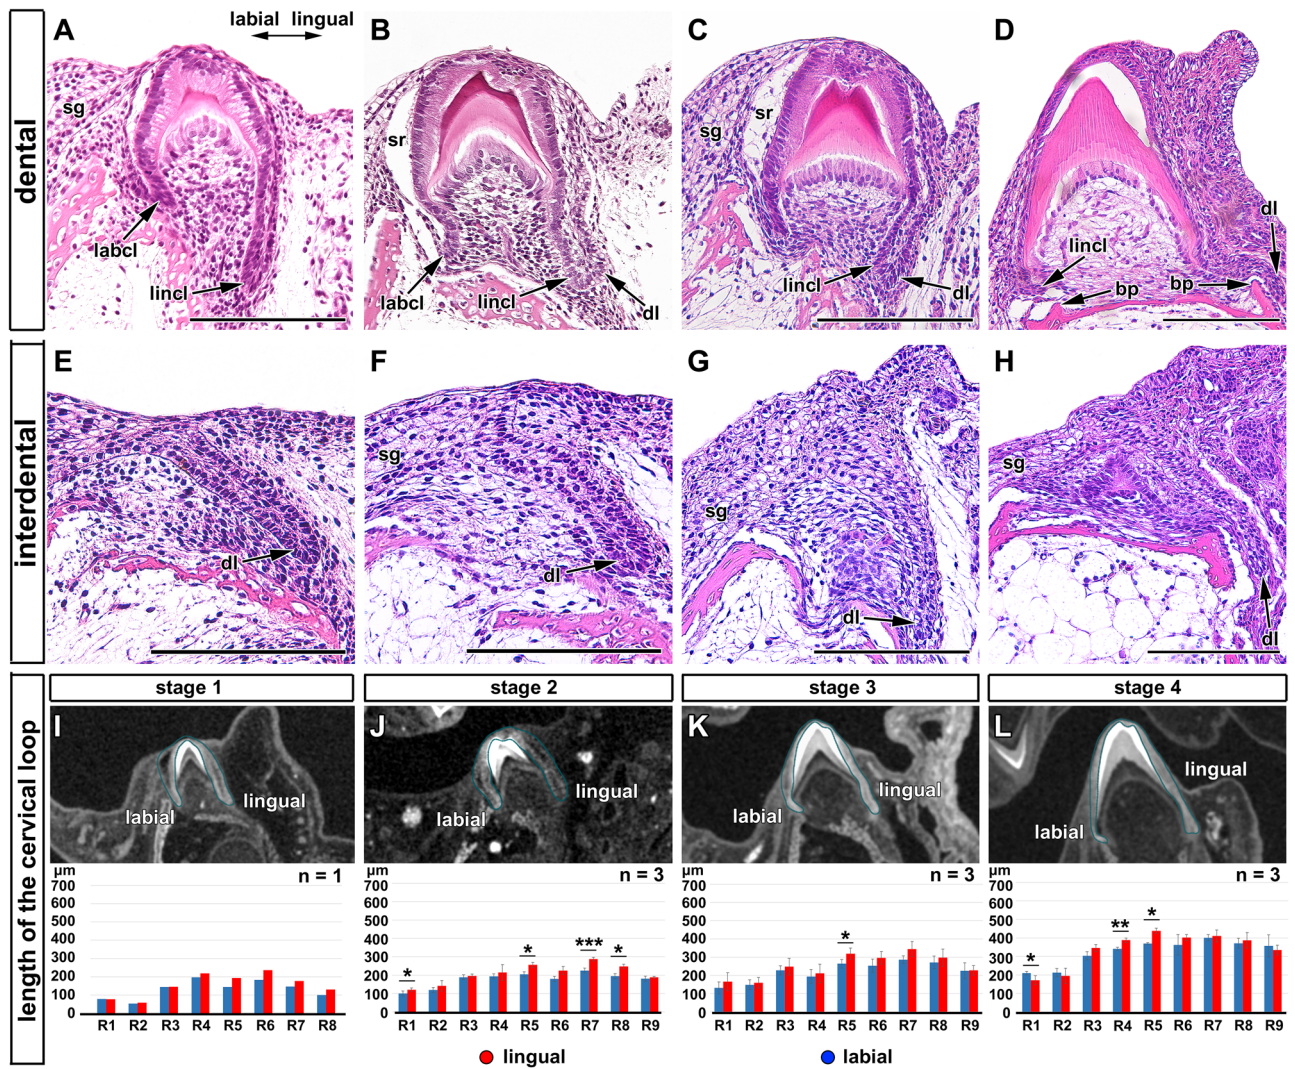 labial lingual
dental
A
sg
labcl
lincl
B
sr
labcl
lincl
dl
C
sr
sg
lincl
dl
D
dl
lincl
bp
bp
interdental
E
dl
F
sg
dl
G
sg
dl
H
sg
dl
stage 1
stage 2
stage 3
stage 4
length of the cervical loop
I
labial
lingual
J
labial
lingual
K
labial
lingual
L
labial
lingual
µm
n = 1
700
600
500
400
300
200
100
0
R1 R2 R3 R4 R5 R6 R7 R8
µm
n = 3
700
600
500
400
300
200
100
0
* * *** *
R1 R2 R3 R4 R5 R6 R7 R8 R9
µm
n = 3
700
600
500
400
300
200
100
0
*
R1 R2 R3 R4 R5 R6 R7 R8 R9
µm
n = 3
700
600
500
400
300
200
100
0
* ** *
R1 R2 R3 R4 R5 R6 R7 R8 R9
lingual
labial